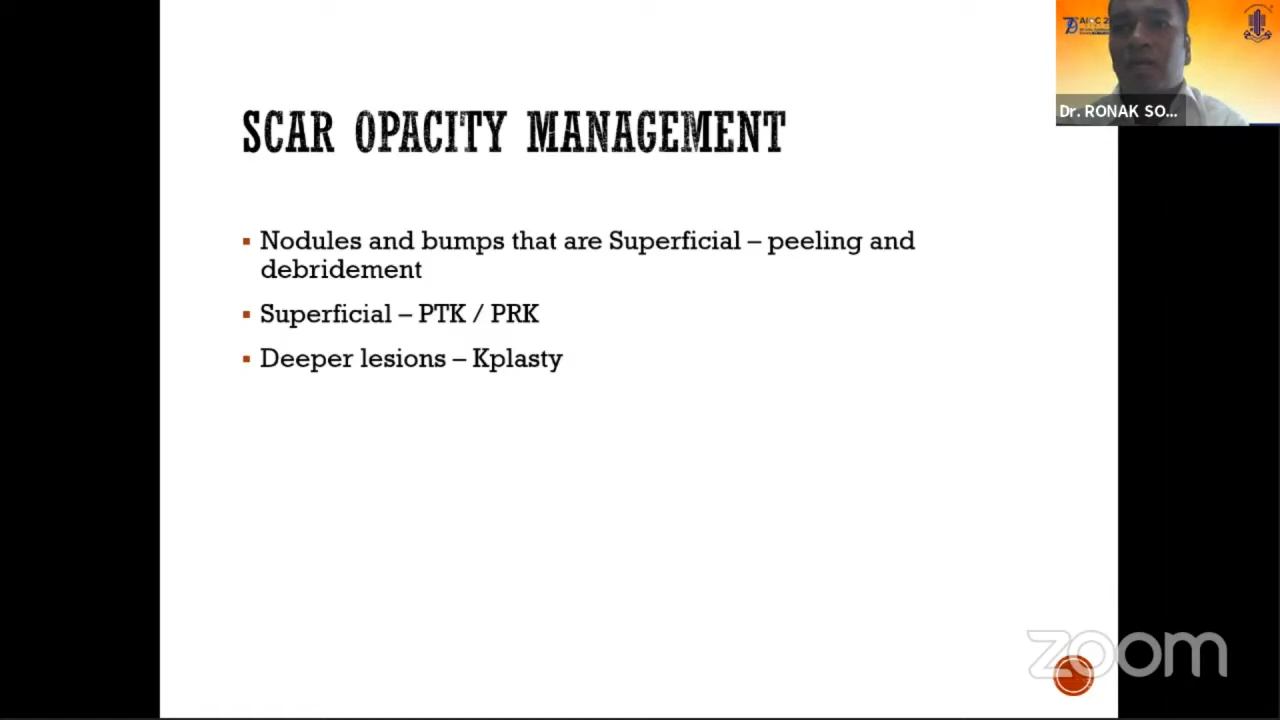 SCAR OPACITY MANAGEMENT
Nodules and bumps that are Superficial – peeling and
debridement
Superficial – PTK / PRK
Deeper lesions – Kplasty
Dr. RONAK SO...
zoom